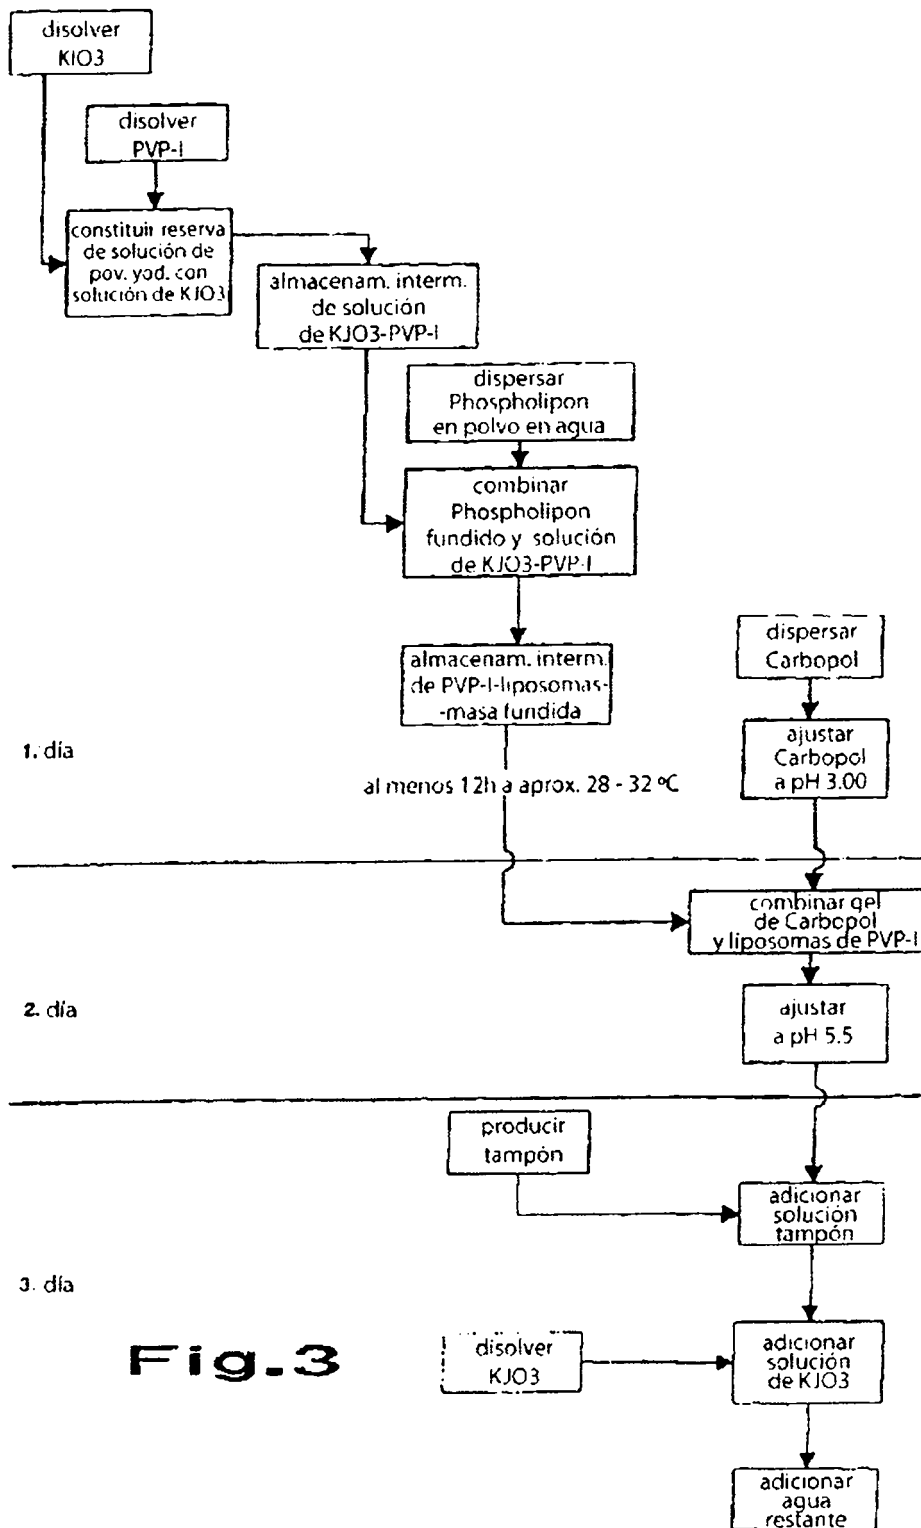 disolver
KIO3
disolver
PVP-I
constituir reserva
de solución de
pov. yod. con
solución de KJO3
almacenam. interm.
de solución
de KJO3-PVP-I
dispersar
Phospholipon
en polvo en agua
combinar
Phospholipon
fundido y solución
de KJO3-PVP-I
almacenam. interm.
de PVP-I-liposomas-
-masa fundida
dispersar
Carbopol
ajustar
Carbopol
a pH 3.00
1. día
al menos 12h a aprox. 28 - 32 ºC
combinar gel
de Carbopol
y liposomas de PVP-I
2. día
ajustar
a pH 5.5
producir
tampón
adicionar
solución
tampón
3. día
Fig.3
disolver
KJO3
adicionar
solución
de KJO3
adicionar
agua
restante